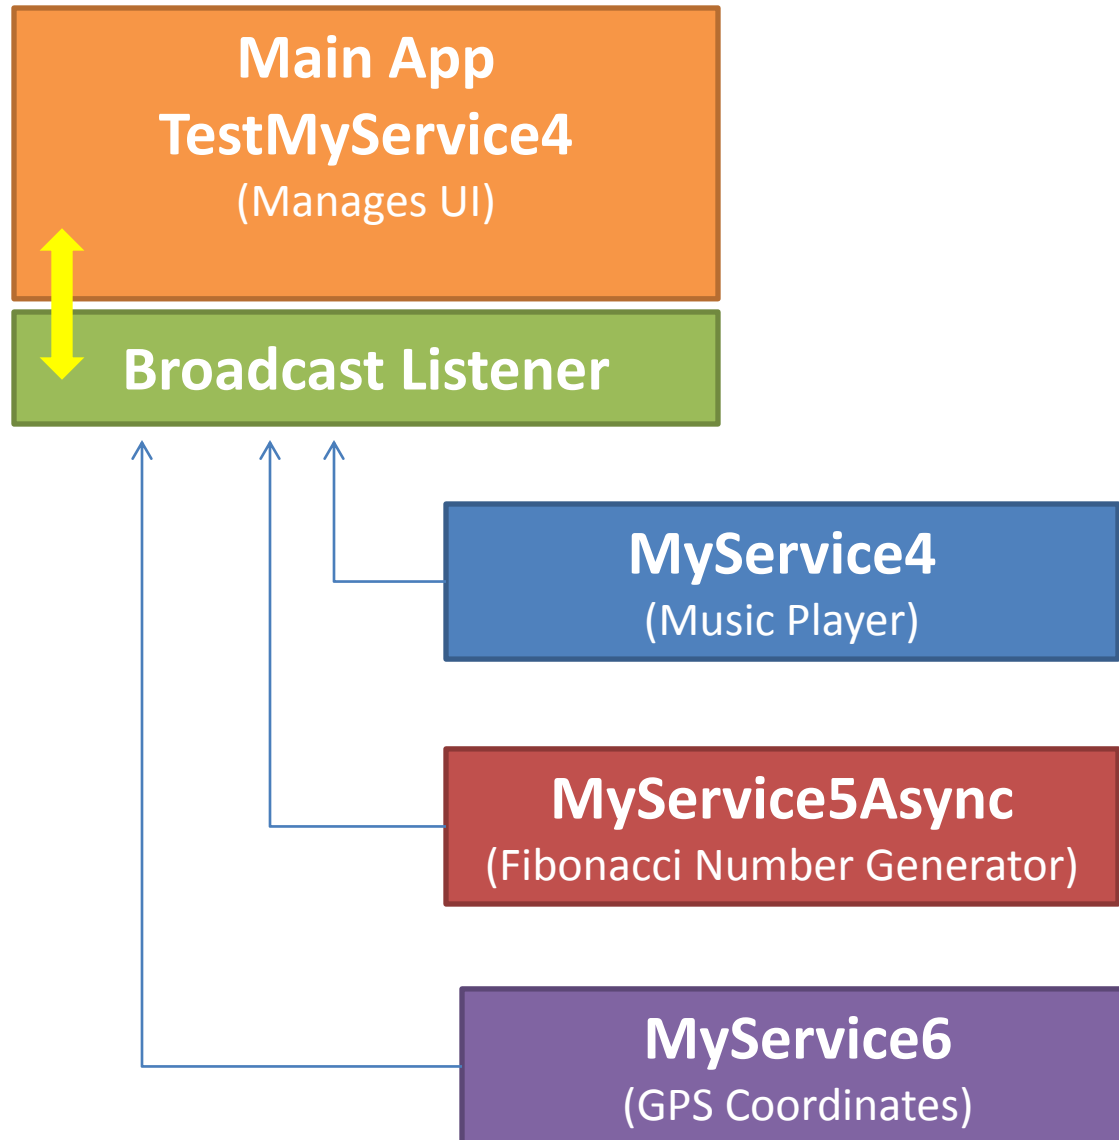 Main App
TestMyService4
(Manages UI)
Broadcast Listener
MyService4
(Music Player)
MyService5Async
(Fibonacci Number Generator)
MyService6
(GPS Coordinates)